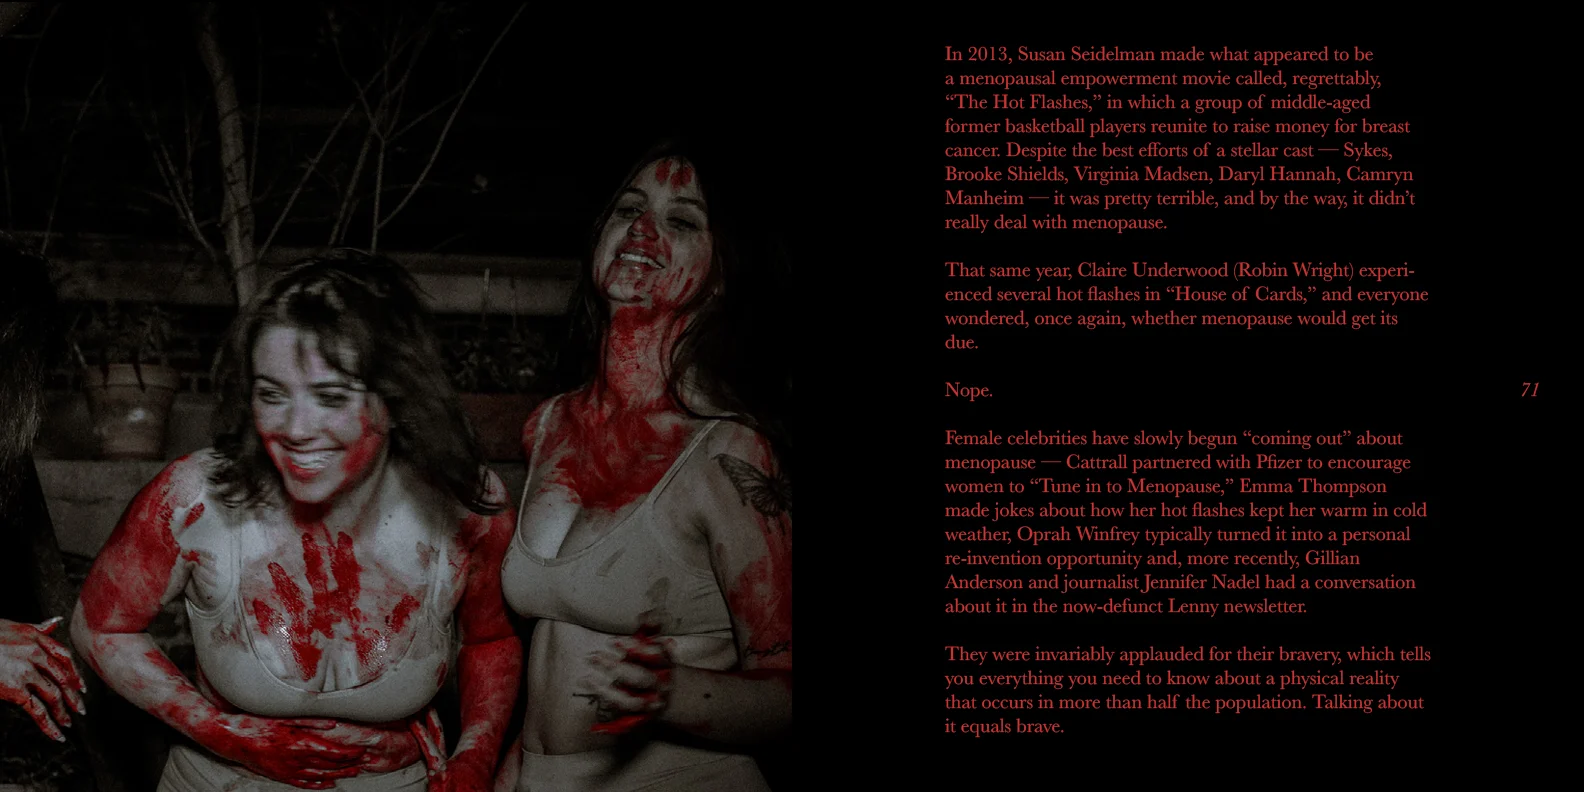 In 2013, Susan Seidelman made what appeared to be
a menopausal empowerment movie called, regrettably,
“The Hot Flashes,” in which a group of middle-aged
former basketball players reunite to raise money for breast
cancer. Despite the best efforts of a stellar cast — Sykes,
Brooke Shields, Virginia Madsen, Daryl Hannah, Camryn
Manheim — it was pretty terrible, and by the way, it didn’t
really deal with menopause.
That same year, Claire Underwood (Robin Wright) experi-
enced several hot flashes in “House of Cards,” and everyone
wondered, once again, whether menopause would get its
due.
Nope.
71
Female celebrities have slowly begun “coming out” about
menopause — Cattrall partnered with Pfizer to encourage
women to “Tune in to Menopause,” Emma Thompson
made jokes about how her hot flashes kept her warm in cold
weather, Oprah Winfrey typically turned it into a personal
re-invention opportunity and, more recently, Gillian
Anderson and journalist Jennifer Nadel had a conversation
about it in the now-defunct Lenny newsletter.
They were invariably applauded for their bravery, which tells
you everything you need to know about a physical reality
that occurs in more than half the population. Talking about
it equals brave.